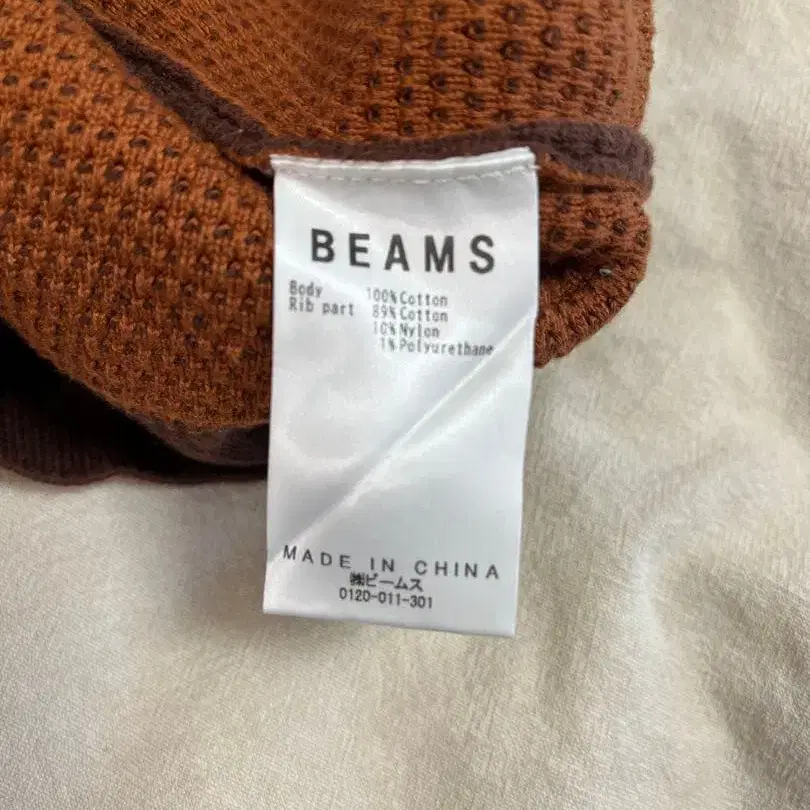 BEAMS
Body 100%Cotton
Rib part 89%Cotton
10%Nylon
1%Polyurethane
MADE IN CHINA
㈱ビームス
0120-011-301